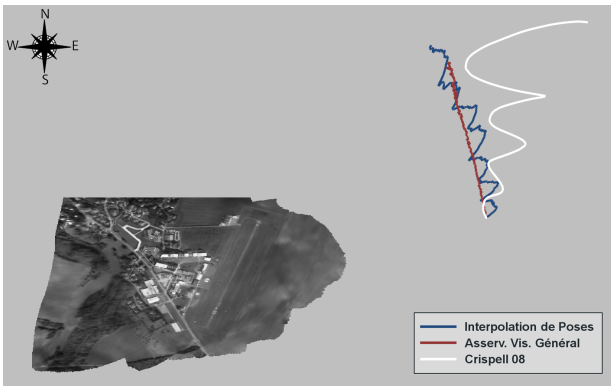 N
W E
S
Interpolation de Poses
Asserv. Vis. Général
Crispell 08